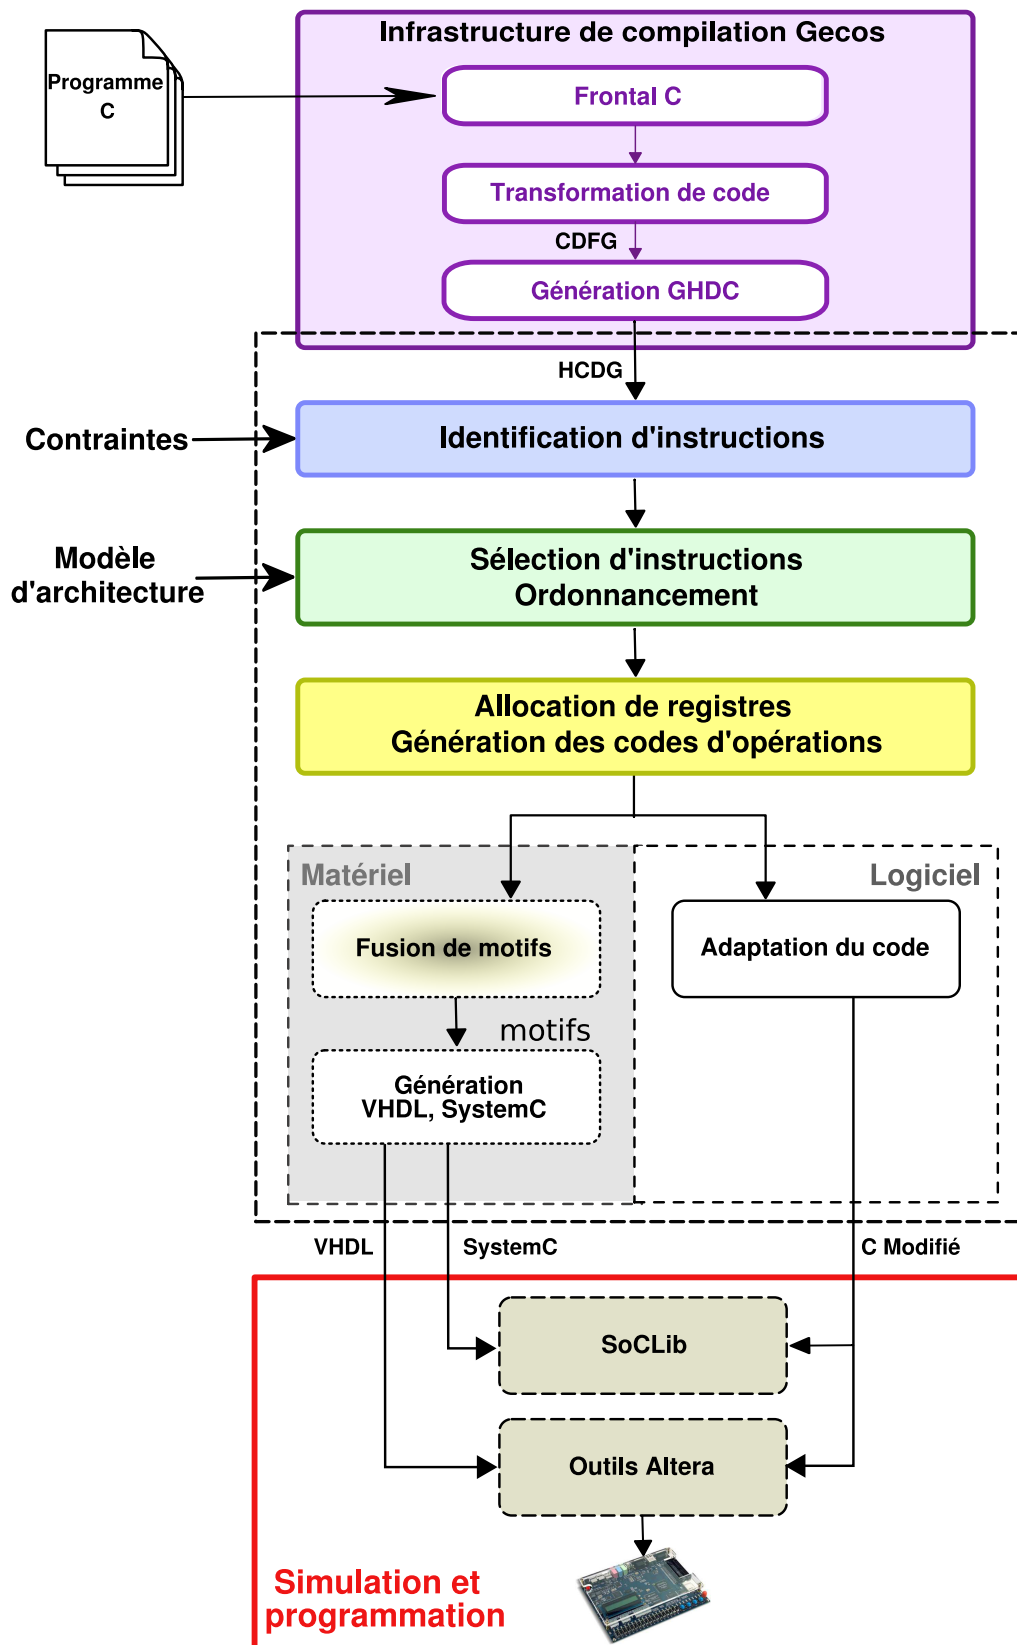 Infrastructure de compilation Gecos
Programme
C
Frontal C
Transformation de code
CDFG
Génération GHDC
HCDG
Contraintes
Identification d'instructions
Modèle
d'architecture
Sélection d'instructions
Ordonnancement
Allocation de registres
Génération des codes d'opérations
Matériel
Logiciel
Fusion de motifs
Adaptation du code
motifs
Génération
VHDL, SystemC
VHDL
SystemC
C Modifié
SoCLib
Outils Altera
Simulation et
programmation